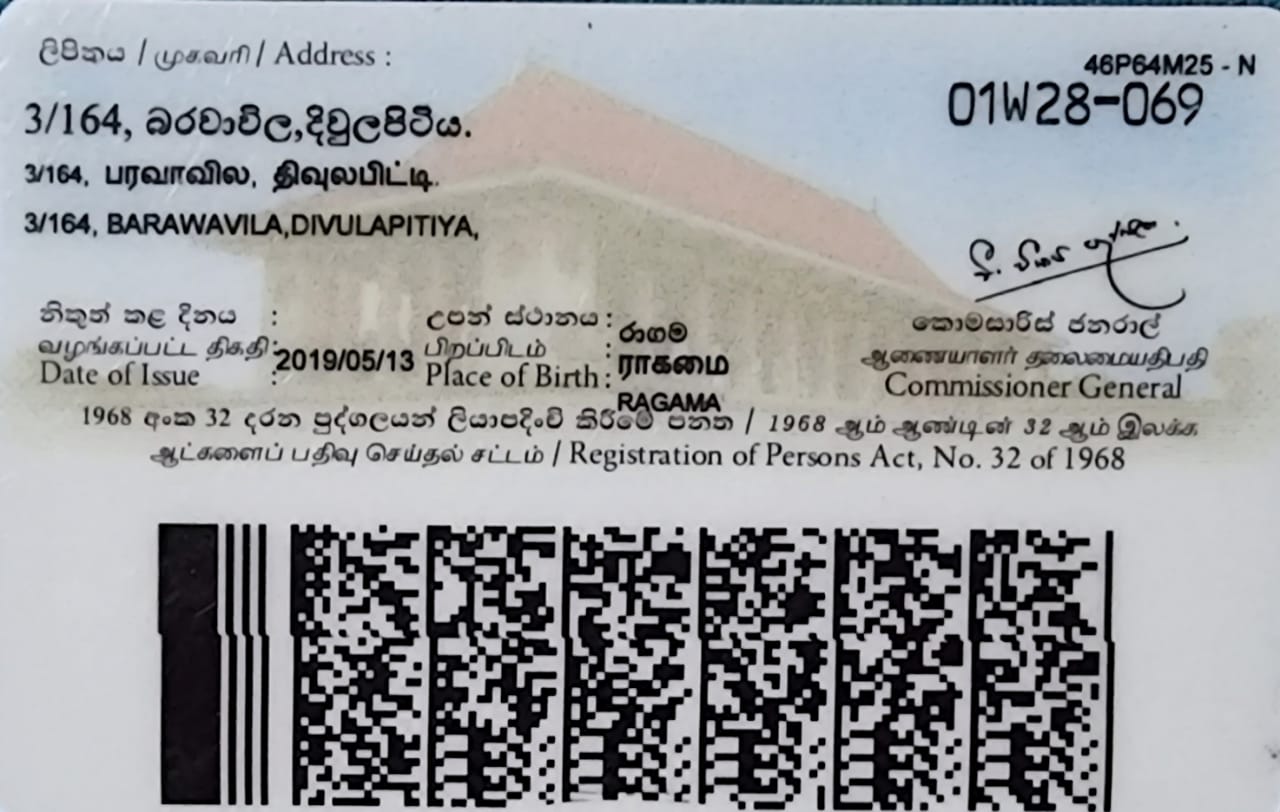 ලිපිනය / முகவரி / Address :
46P64M25 - N
01W28-069
3/164, බරවාවිල,දිවුලපිටිය.
3/164, பரவாவில, திவுலபிட்டி.
3/164, BARAWAVILA,DIVULAPITIYA,
නිකුත් කළ දිනය :
வழங்கப்பட்ட திகதி :
Date of Issue :
2019/05/13
උපන් ස්ථානය : රාගම
பிறப்பிடம் : ராகமை
Place of Birth : RAGAMA
කොමසාරිස් ජනරාල්
ஆணையாளர் தலைமையதிபதி
Commissioner General
1968 අංක 32 දරන පුද්ගලයන් ලියාපදිංචි කිරීමේ පනත / 1968 ஆம் ஆண்டின் 32 ஆம் இலக்க
ஆட்களைப் பதிவு செய்தல் சட்டம் / Registration of Persons Act, No. 32 of 1968